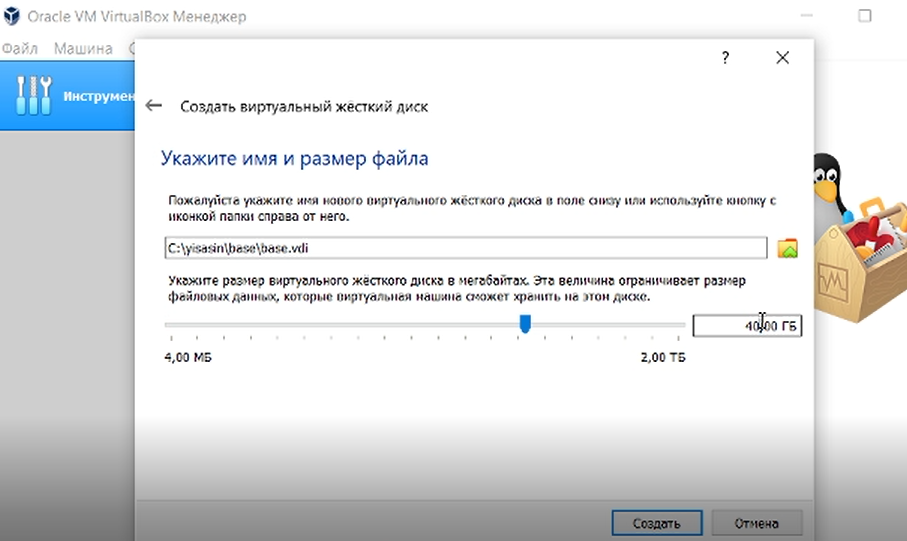 Oracle VM VirtualBox Менеджер
Файл Машина С
?
Инструмен
Создать виртуальный жёсткий диск
Укажите имя и размер файла
Пожалуйста укажите имя нового виртуального жёсткого диска в поле снизу или используйте кнопку с
иконкой папки справа от него.
C:\yisasin\base\base.vdi
Укажите размер виртуального жёсткого диска в мегабайтах. Эта величина ограничивает размер
файловых данных, которые виртуальная машина сможет хранить на этом диске.
40,00 ГБ
4,00 МБ 2,00 ТБ
Создать Отмена